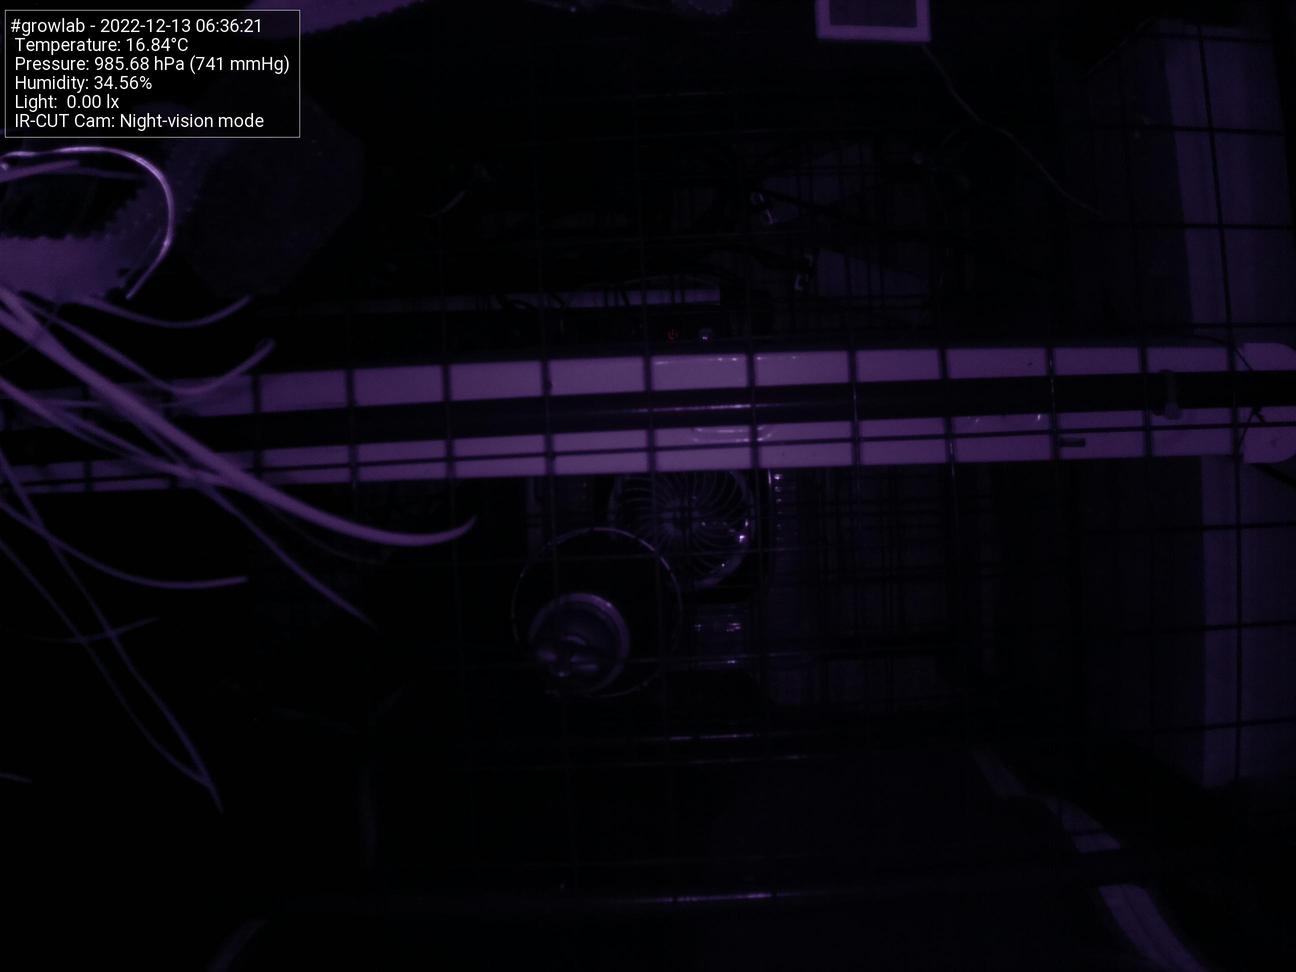 #growlab - 2022-12-13 06:36:21
Temperature: 16.84°C
Pressure: 985.68 hPa (741 mmHg)
Humidity: 34.56%
Light: 0.00 lx
IR-CUT Cam: Night-vision mode